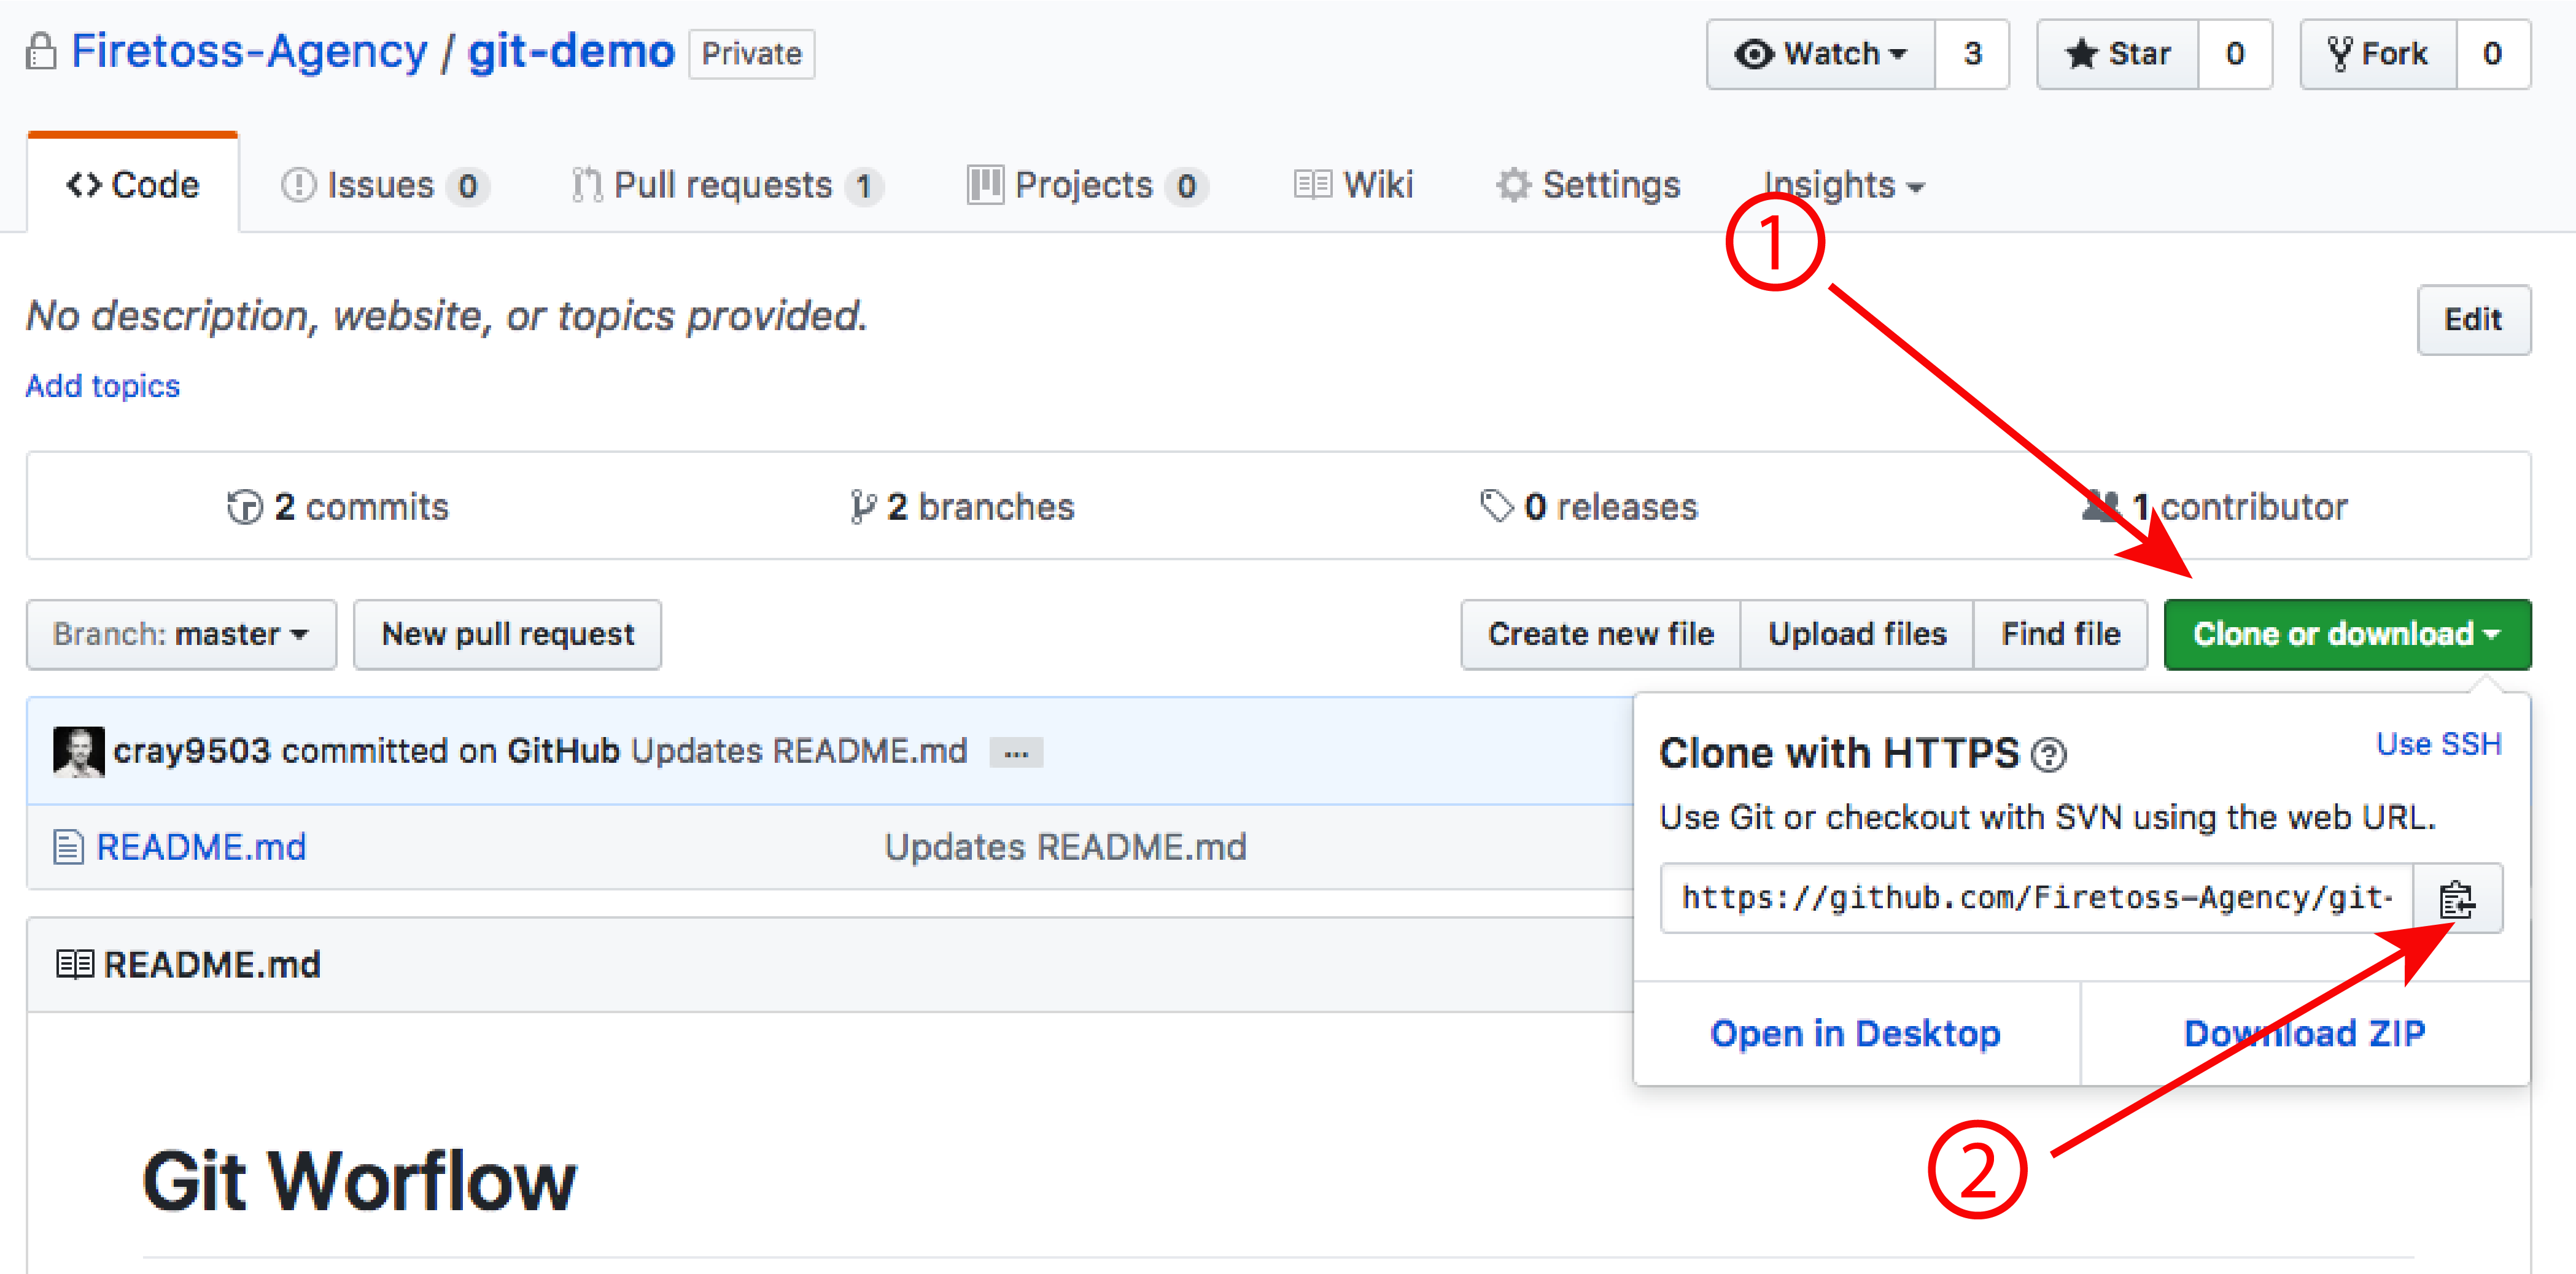 Firetoss-Agency / git-demo Private Watch 3 Star 0 Fork 0
Code Issues 0 Pull requests 1 Projects 0 Wiki Settings Insights
1
No description, website, or topics provided. Edit
Add topics
2 commits 2 branches 0 releases 1 contributor
Branch: master New pull request Create new file Upload files Find file Clone or download
cray9503 committed on GitHub Updates README.md ...
Clone with HTTPS ? Use SSH
Use Git or checkout with SVN using the web URL.
README.md Updates README.md
https://github.com/Firetoss-Agency/git-
README.md
Open in Desktop Download ZIP
2
Git Worflow